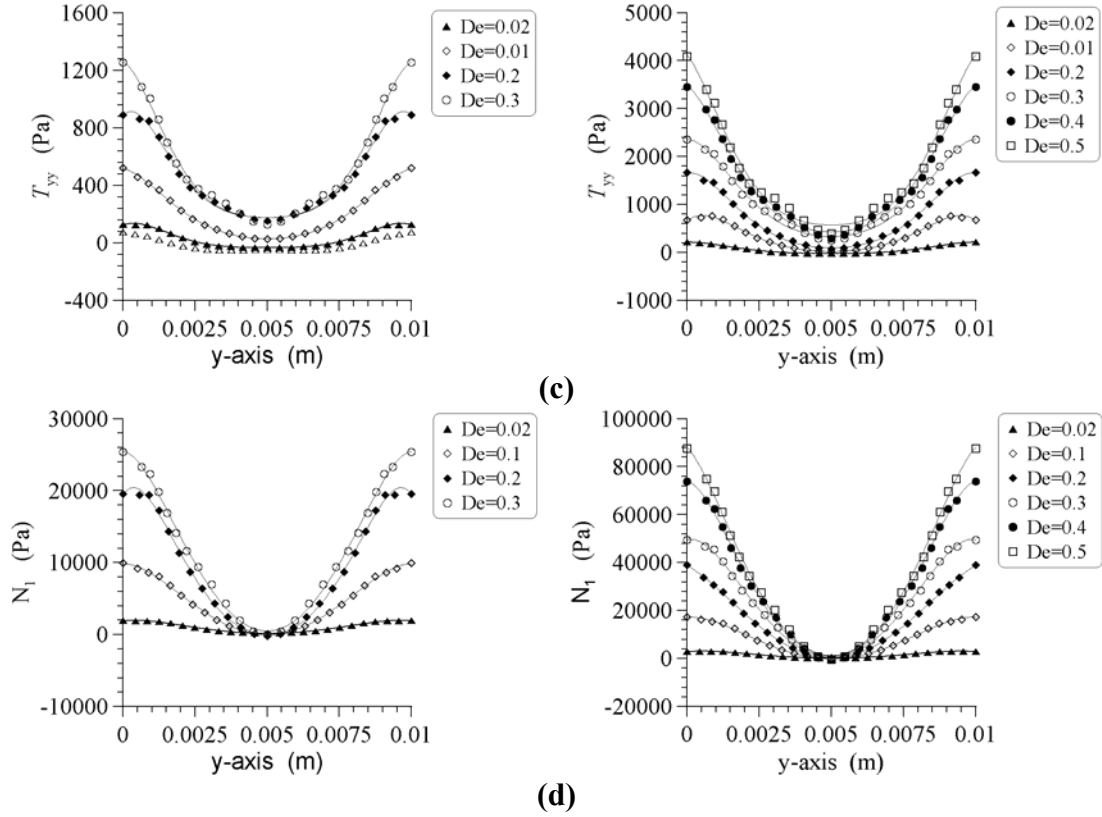 1600
1200
800
400
0
-400
T_yy (Pa)
0 0.0025 0.005 0.0075 0.01
y-axis (m)
De=0.02
De=0.01
De=0.2
De=0.3
5000
4000
3000
2000
1000
0
-1000
T_yy (Pa)
0 0.0025 0.005 0.0075 0.01
y-axis (m)
De=0.02
De=0.01
De=0.2
De=0.3
De=0.4
De=0.5
(c)
30000
20000
10000
0
-10000
N₁ (Pa)
0 0.0025 0.005 0.0075 0.01
y-axis (m)
De=0.02
De=0.1
De=0.2
De=0.3
100000
80000
60000
40000
20000
0
-20000
N₁ (Pa)
0 0.0025 0.005 0.0075 0.01
y-axis (m)
De=0.02
De=0.1
De=0.2
De=0.3
De=0.4
De=0.5
(d)